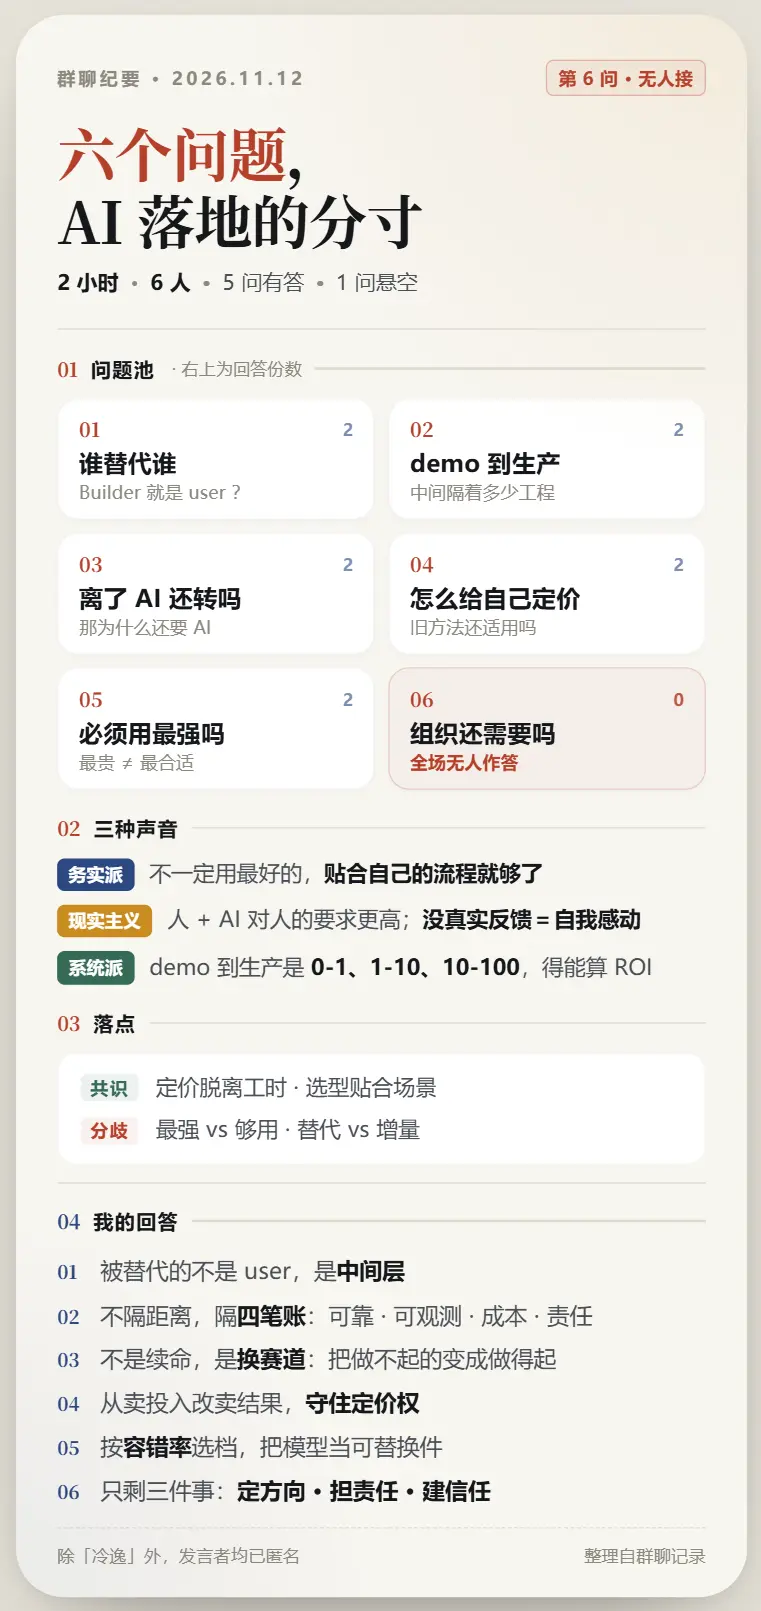 群聊纪要 • 2026.11.12
第 6 问 • 无人接
六个问题,
AI 落地的分寸
2 小时 • 6 人 • 5 问有答 • 1 问悬空
01 问题池 · 右上为回答份数
01 2
谁替代谁
Builder 就是 user？
02 2
demo 到生产
中间隔着多少工程
03 2
离了 AI 还转吗
那为什么还要 AI
04 2
怎么给自己定价
旧方法还适用吗
05 2
必须用最强吗
最贵 ≠ 最合适
06 0
组织还需要吗
全场无人作答
02 三种声音
务实派 不一定用最好的，贴合自己的流程就够了
现实主义 人 + AI 对人的要求更高；没真实反馈 = 自我感动
系统派 demo 到生产是 0-1、1-10、10-100，得能算 ROI
03 落点
共识 定价脱离工时 · 选型贴合场景
分歧 最强 vs 够用 · 替代 vs 增量
04 我的回答
01 被替代的不是 user，是中间层
02 不隔距离，隔四笔账：可靠 · 可观测 · 成本 · 责任
03 不是续命，是换赛道：把做不起的变成做得起
04 从卖投入改卖结果，守住定价权
05 按容错率选档，把模型当可替换件
06 只剩三件事：定方向 • 担责任 • 建信任
除「冷逸」外，发言者均已匿名
整理自群聊记录